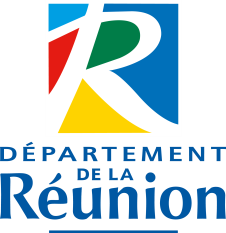 R
DÉPARTEMENT
DE LA
Réunion